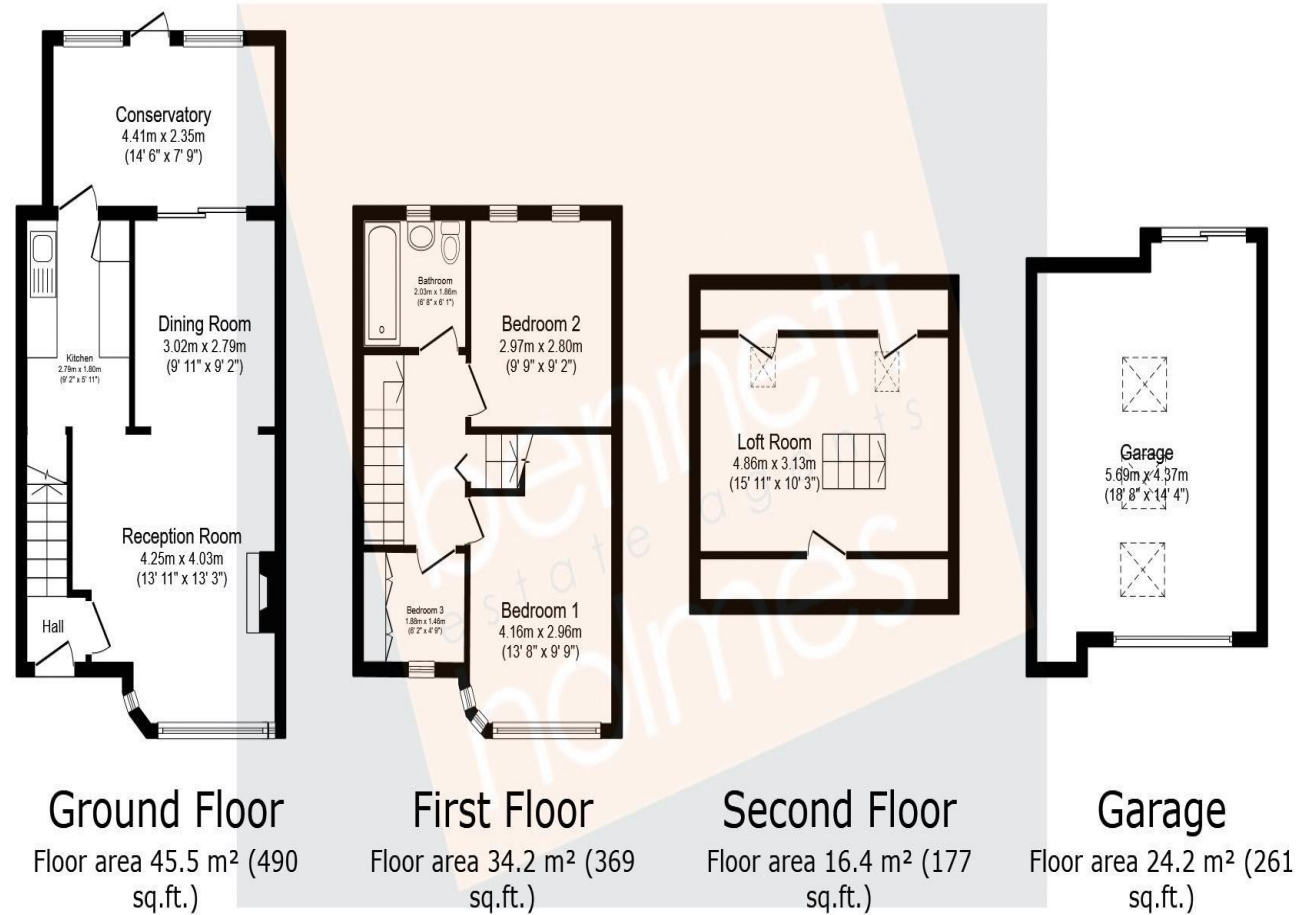 Conservatory
4.41m x 2.35m
(14' 6" x 7' 9")
Kitchen
2.79m x 1.80m
(9' 2" x 5' 11")
Dining Room
3.02m x 2.79m
(9' 11" x 9' 2")
Reception Room
4.25m x 4.03m
(13' 11" x 13' 3")
Hall
Bathroom
2.03m x 1.86m
(6' 8" x 6' 1")
Bedroom 2
2.97m x 2.80m
(9' 9" x 9' 2")
Bedroom 3
1.88m x 1.46m
(6' 2" x 4' 9")
Bedroom 1
4.16m x 2.96m
(13' 8" x 9' 9")
Loft Room
4.86m x 3.13m
(15' 11" x 10' 3")
Garage
5.69m x 4.37m
(18' 8" x 14' 4")
bennett
holmes
estate agents
Ground Floor
Floor area 45.5 m² (490
sq.ft.)
First Floor
Floor area 34.2 m² (369
sq.ft.)
Second Floor
Floor area 16.4 m² (177
sq.ft.)
Garage
Floor area 24.2 m² (261
sq.ft.)